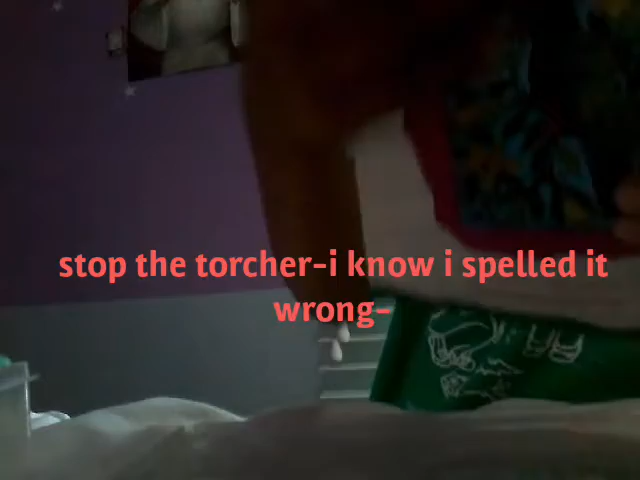 stop the torcher-i know i spelled it
wrong-